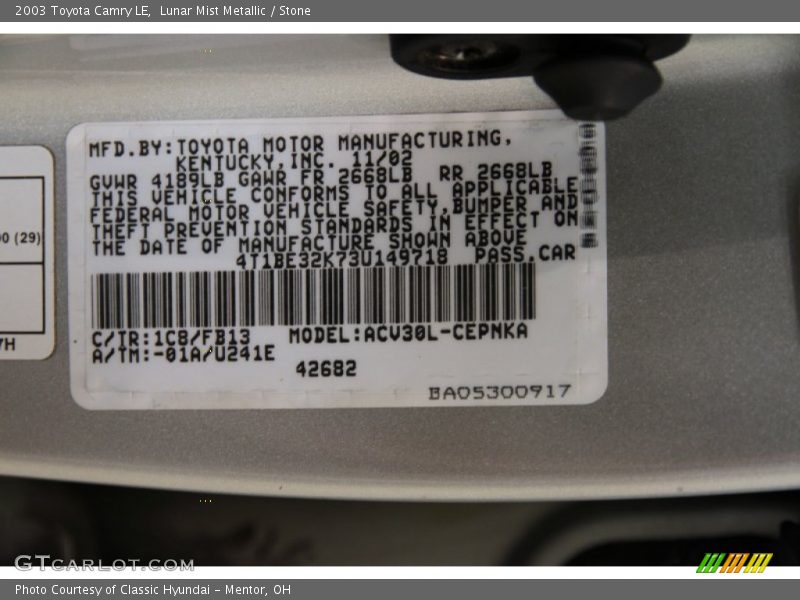 2003 Toyota Camry LE,  Lunar Mist Metallic / Stone
00 (29)
7H
MFD.BY:TOYOTA MOTOR MANUFACTURING,
KENTUCKY,INC. 11/02
GVWR 4189LB GAWR FR 2668LB RR 2668LB
THIS VEHICLE CONFORMS TO ALL APPLICABLE
FEDERAL MOTOR VEHICLE SAFETY,BUMPER AND
THEFT PREVENTION STANDARDS IN EFFECT ON
THE DATE OF MANUFACTURE SHOWN ABOVE
4T1BE32K73U149718 PASS.CAR
C/TR:1C8/FB13 MODEL:ACV30L-CEPNKA
A/TM:-01A/U241E
42682
BA05300917
GTcarlot.com
Photo Courtesy of Classic Hyundai - Mentor, OH